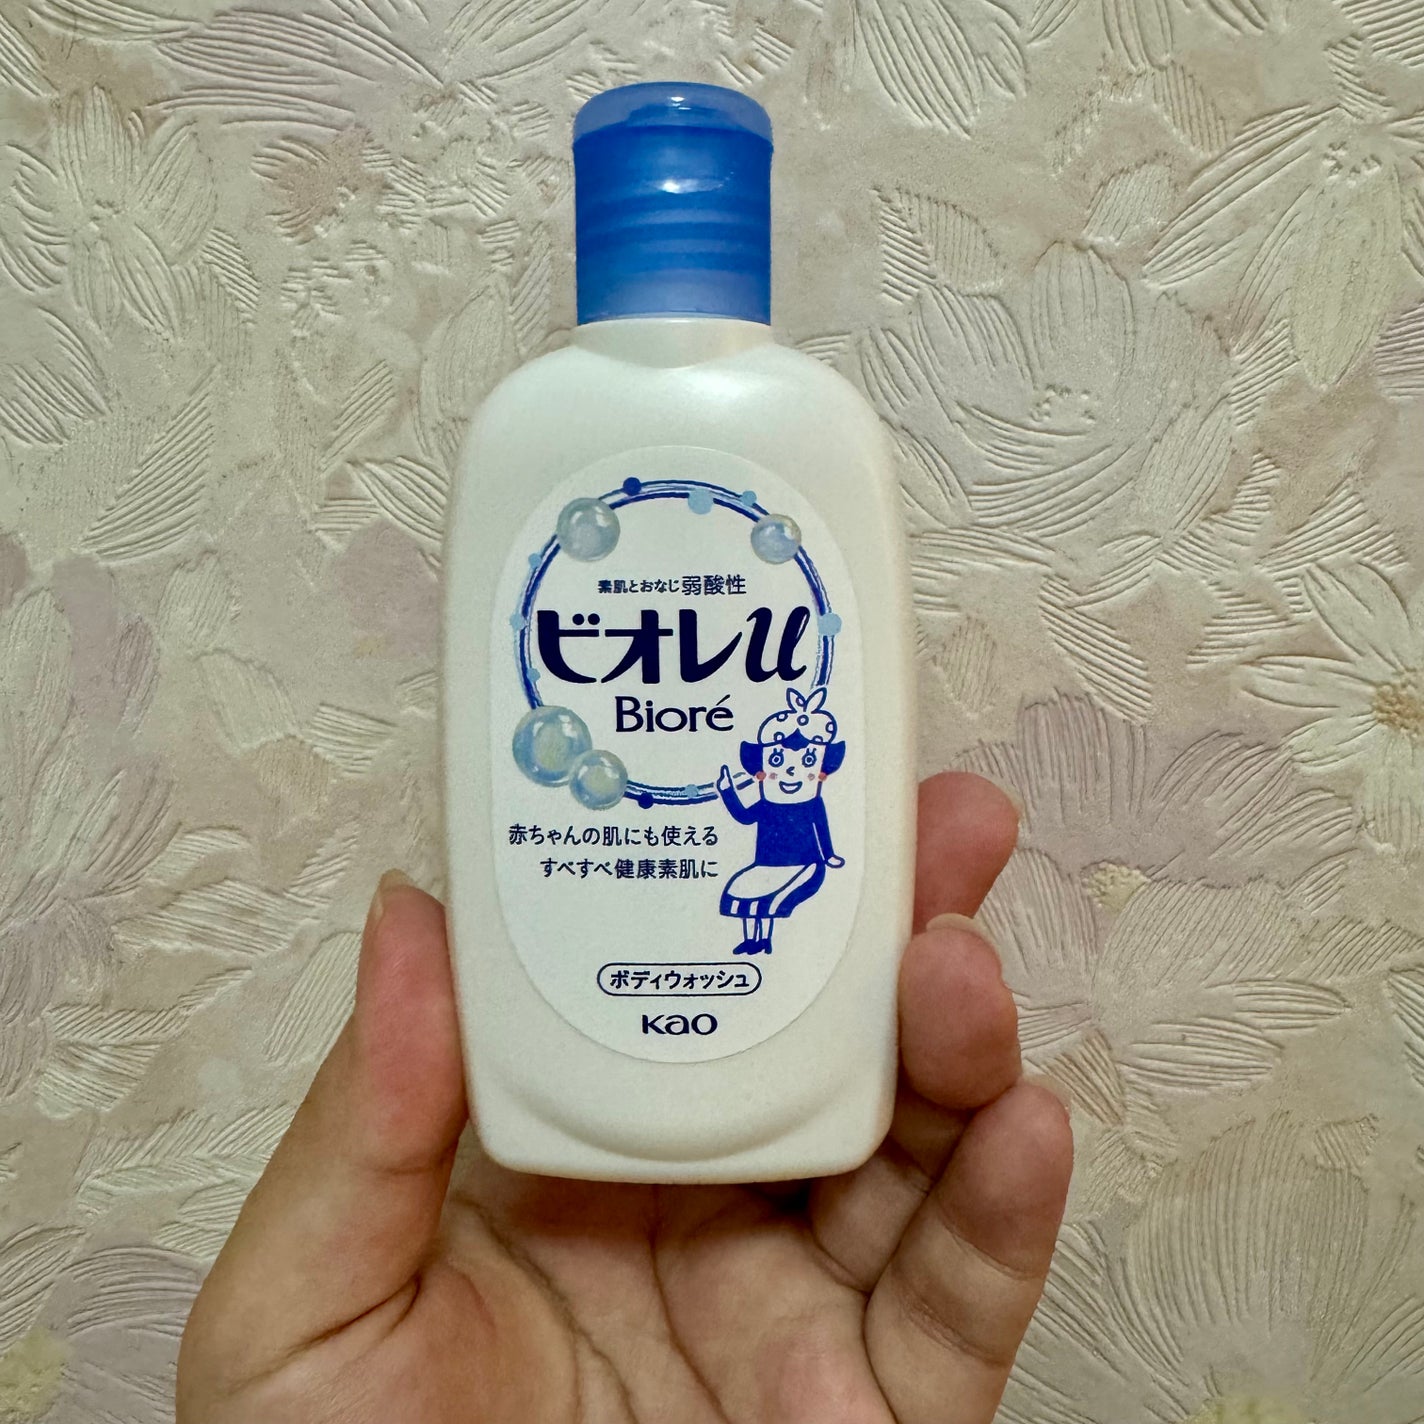 素肌とおなじ弱酸性
ビオレu
Bioré
赤ちゃんの肌にも使える
すべすべ健康素肌に
ボディウォッシュ
Kao